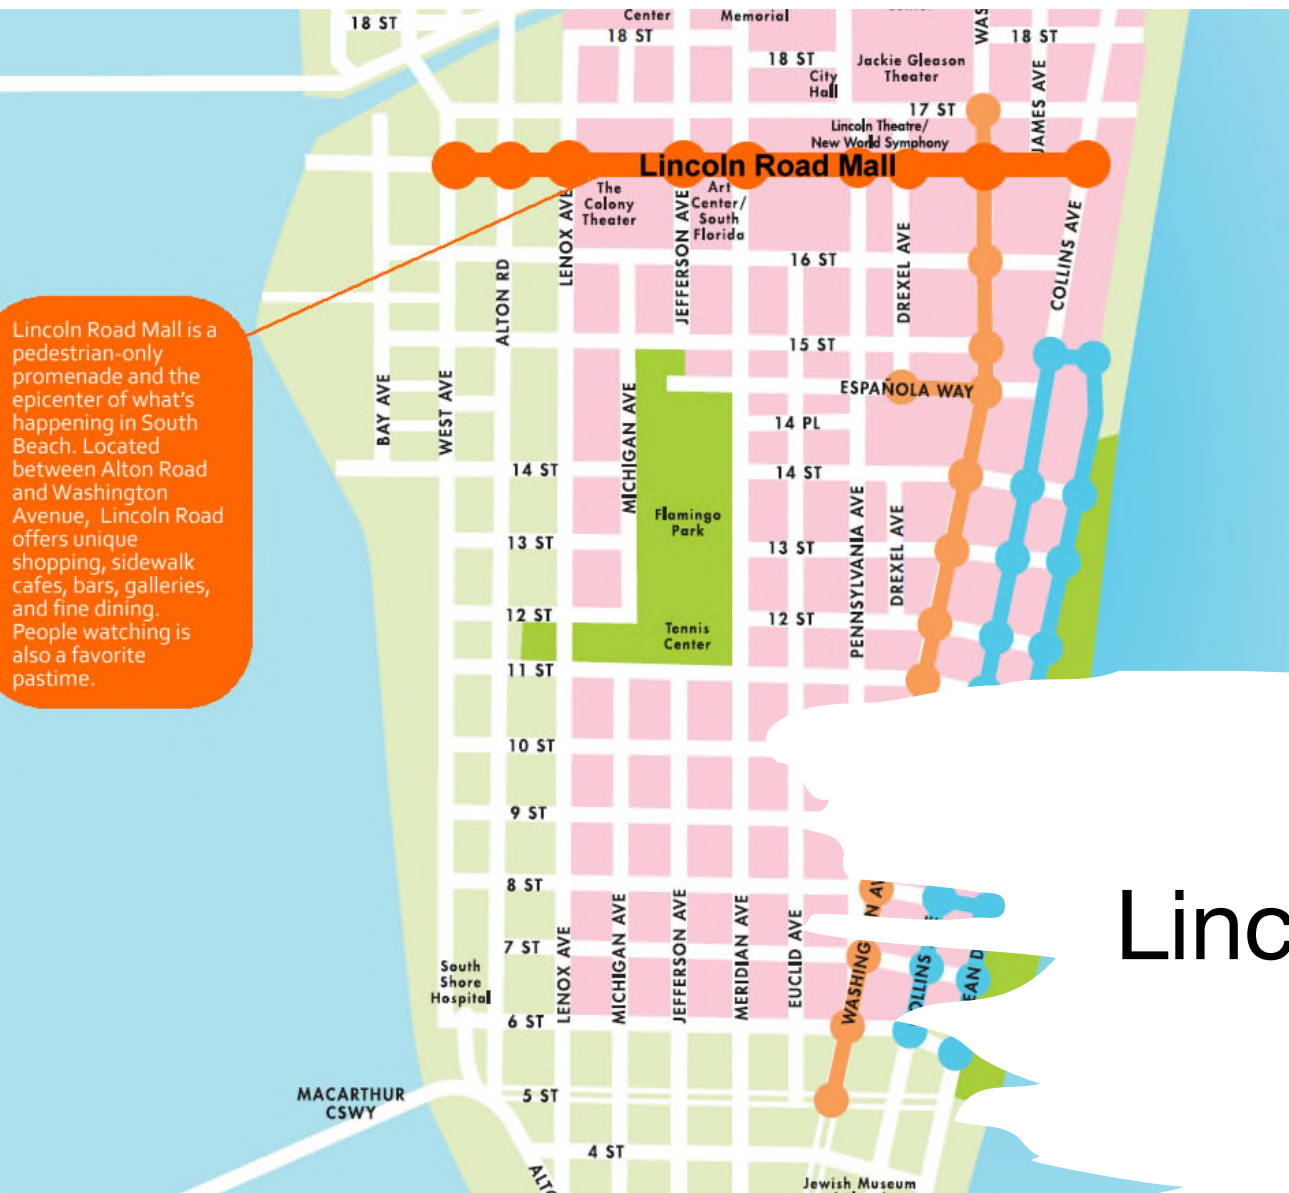 18 ST
Center
Memorial
18 ST
18 ST
18 ST
City
Hall
Jackie Gleason
Theater
WAS
JAMES AVE
17 ST
Lincoln Theatre/
New World Symphony
Lincoln Road Mall
The
Colony
Theater
Art
Center/
South
Florida
LENOX AVE
JEFFERSON AVE
ALTON RD
DREXEL AVE
COLLINS AVE
16 ST
15 ST
Lincoln Road Mall is a
pedestrian-only
promenade and the
epicenter of what's
happening in South
Beach. Located
between Alton Road
and Washington
Avenue, Lincoln Road
offers unique
shopping, sidewalk
cafes, bars, galleries,
and fine dining.
People watching is
also a favorite
pastime.
BAY AVE
WEST AVE
MICHIGAN AVE
ESPAÑOLA WAY
14 PL
14 ST
14 ST
Flamingo
Park
PENNSYLVANIA AVE
DREXEL AVE
13 ST
13 ST
12 ST
12 ST
Tennis
Center
11 ST
10 ST
9 ST
8 ST
7 ST
LENOX AVE
MICHIGAN AVE
JEFFERSON AVE
MERIDIAN AVE
EUCLID AVE
WASHING
N AV
OLLINS
EAN D
Linc
South
Shore
Hospital
6 ST
MACARTHUR
CSWY
5 ST
4 ST
ALTO
Jewish Museum